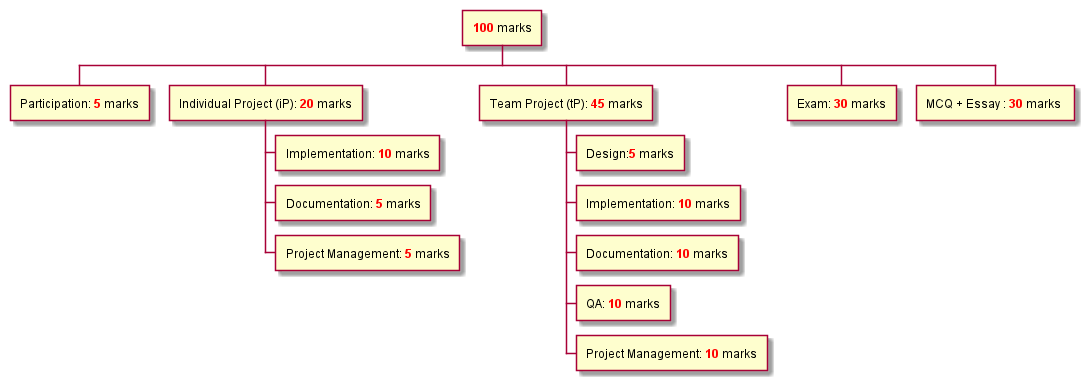 100 marks
Participation: 5 marks
Individual Project (iP): 20 marks
Team Project (tP): 45 marks
Exam: 30 marks
MCQ + Essay : 30 marks
Implementation: 10 marks
Documentation: 5 marks
Project Management: 5 marks
Design:5 marks
Implementation: 10 marks
Documentation: 10 marks
QA: 10 marks
Project Management: 10 marks